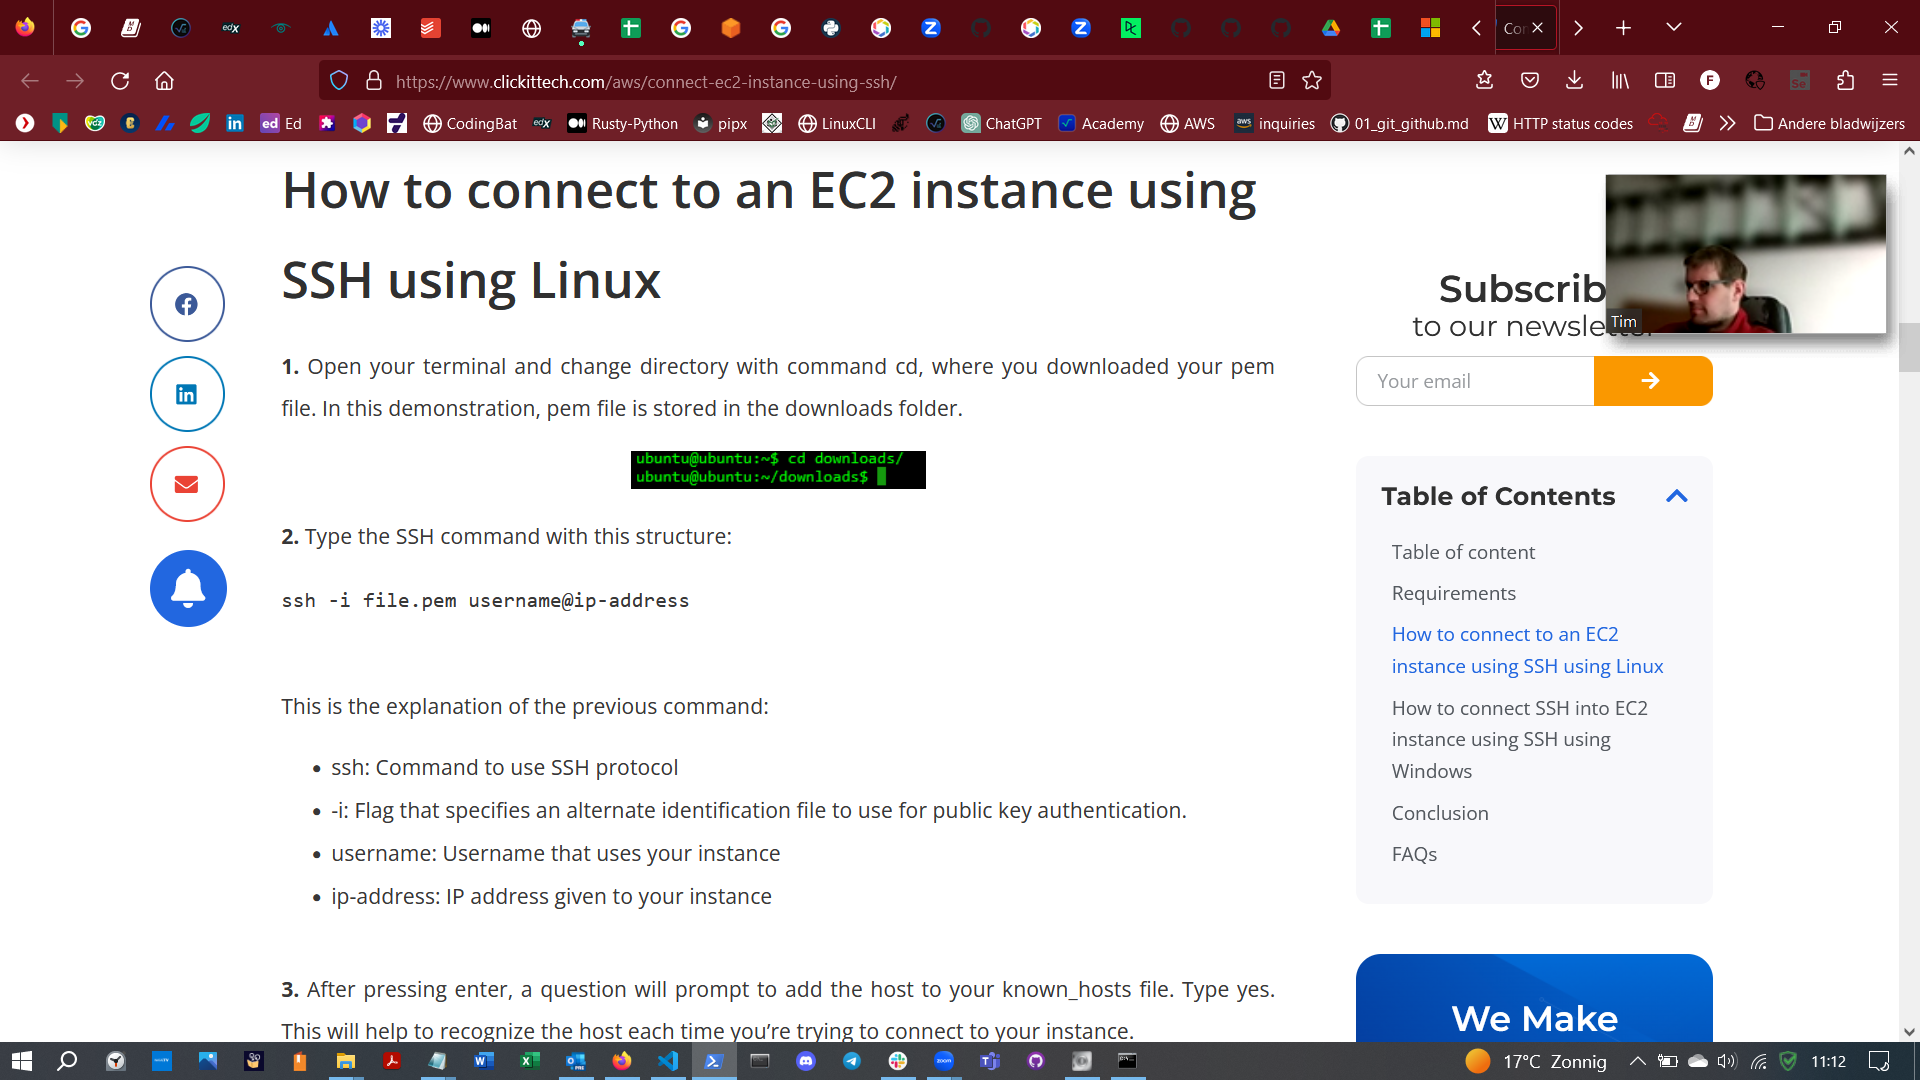 Con
https://www.clickittech.com/aws/connect-ec2-instance-using-ssh/
Ed
CodingBat
edX
Rusty-Python
pipx
LinuxCLI
ChatGPT
Academy
AWS
inquiries
01_git_github.md
HTTP status codes
Andere bladwijzers
How to connect to an EC2 instance using
SSH using Linux
1. Open your terminal and change directory with command cd, where you downloaded your pem
file. In this demonstration, pem file is stored in the downloads folder.
ubuntu@ubuntu:~$ cd downloads/
ubuntu@ubuntu:~/downloads$
2. Type the SSH command with this structure:
ssh -i file.pem username@ip-address
This is the explanation of the previous command:
• ssh: Command to use SSH protocol
• -i: Flag that specifies an alternate identification file to use for public key authentication.
• username: Username that uses your instance
• ip-address: IP address given to your instance
3. After pressing enter, a question will prompt to add the host to your known_hosts file. Type yes.
This will help to recognize the host each time you’re trying to connect to your instance.
Tim
Subscrib
to our newsletter
Your email
Table of Contents
Table of content
Requirements
How to connect to an EC2
instance using SSH using Linux
How to connect SSH into EC2
instance using SSH using
Windows
Conclusion
FAQs
We Make
17°C Zonnig
11:12